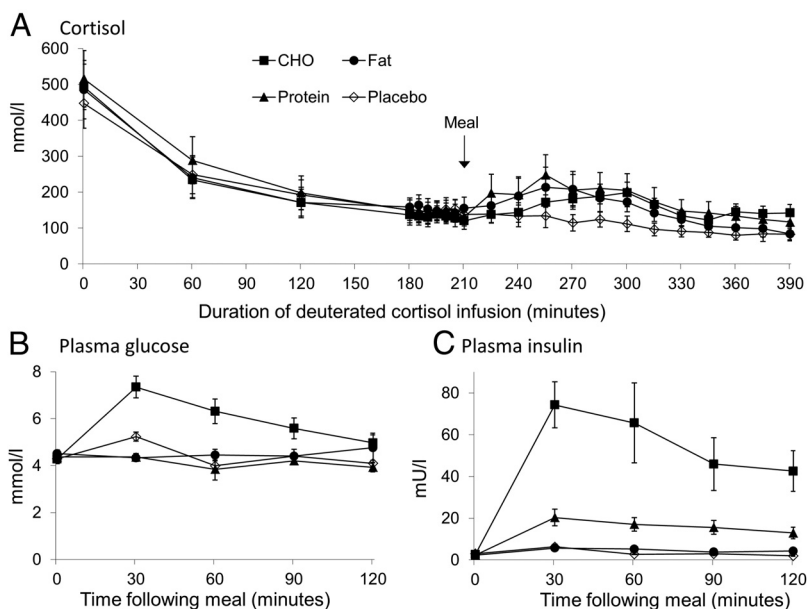 A Cortisol
600
500
400
300
200
100
0
nmol/l
CHO Fat
Protein Placebo
Meal
0 30 60 90 120 150 180 210 240 270 300 330 360 390
Duration of deuterated cortisol infusion (minutes)
B Plasma glucose
8
6
4
2
0
mmol/l
0 30 60 90 120
Time following meal (minutes)
C Plasma insulin
80
60
40
20
0
mU/l
0 30 60 90 120
Time following meal (minutes)